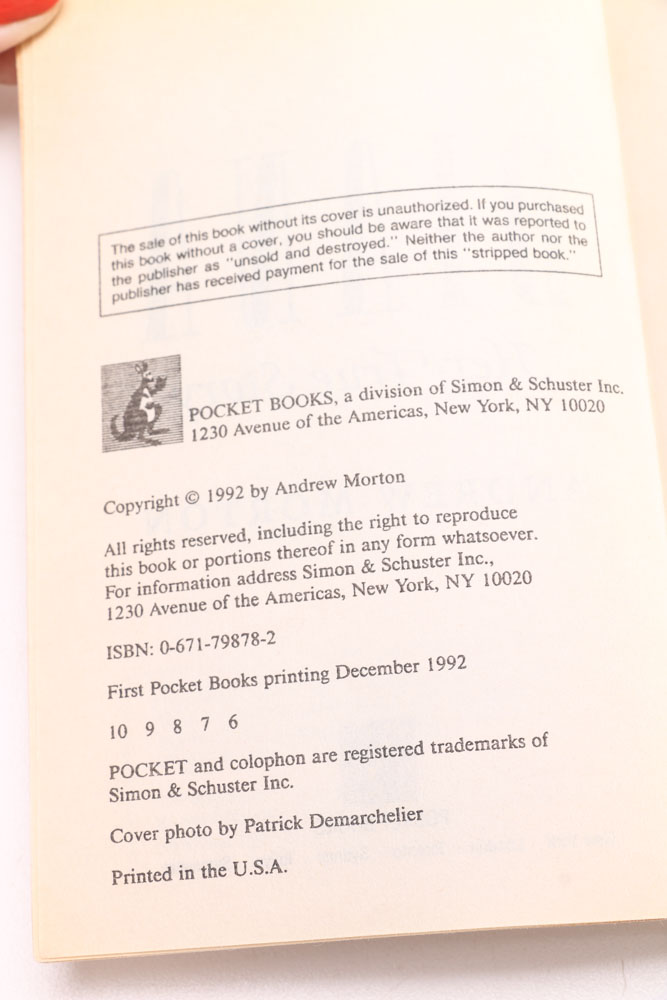 The sale of this book without its cover is unauthorized. If you purchased
this book without a cover, you should be aware that it was reported to
the publisher as "unsold and destroyed." Neither the author nor the
publisher has received payment for the sale of this "stripped book."
POCKET BOOKS, a division of Simon & Schuster Inc.
1230 Avenue of the Americas, New York, NY 10020
Copyright © 1992 by Andrew Morton
All rights reserved, including the right to reproduce
this book or portions thereof in any form whatsoever.
For information address Simon & Schuster Inc.,
1230 Avenue of the Americas, New York, NY 10020
ISBN: 0-671-79878-2
First Pocket Books printing December 1992
10 9 8 7 6
POCKET and colophon are registered trademarks of
Simon & Schuster Inc.
Cover photo by Patrick Demarchelier
Printed in the U.S.A.